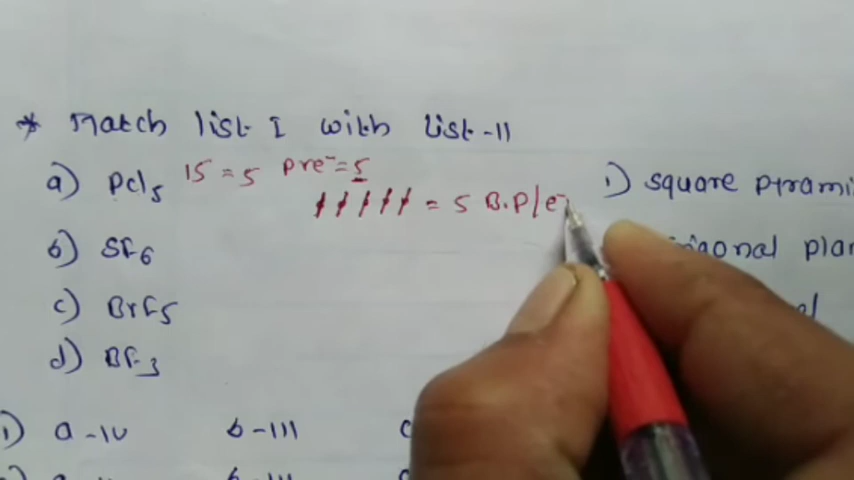 * Match list I with list-II
a) PCl5 15 = 5 Pre⁻ = 5 i) square pyrami
= 5 B.P/e⁻
b) SF6 plan
c) BrF5
d) BF3
1) a-iv b-iii c